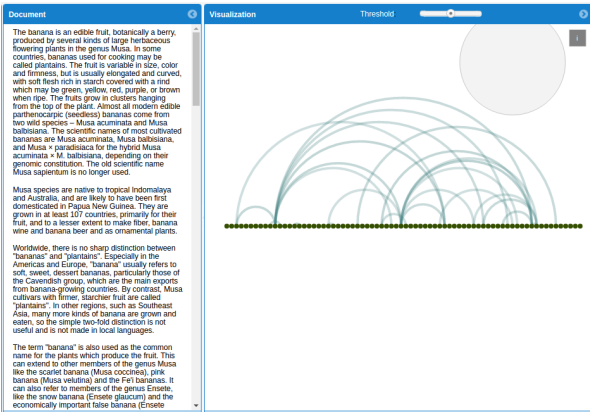 Document
The banana is an edible fruit, botanically a berry,
produced by several kinds of large herbaceous
flowering plants in the genus Musa. In some
countries, bananas used for cooking may be
called plantains. The fruit is variable in size, color
and firmness, but is usually elongated and curved,
with soft flesh rich in starch covered with a rind
which may be green, yellow, red, purple, or brown
when ripe. The fruits grow in clusters hanging
from the top of the plant. Almost all modern edible
parthenocarpic (seedless) bananas come from
two wild species – Musa acuminata and Musa
balbisiana. The scientific names of most cultivated
bananas are Musa acuminata, Musa balbisiana,
and Musa × paradisiaca for the hybrid Musa
acuminata × M. balbisiana, depending on their
genomic constitution. The old scientific name
Musa sapientum is no longer used.
Musa species are native to tropical Indomalaya
and Australia, and are likely to have been first
domesticated in Papua New Guinea. They are
grown in at least 107 countries, primarily for their
fruit, and to a lesser extent to make fiber, banana
wine and banana beer and as ornamental plants.
Worldwide, there is no sharp distinction between
"bananas" and "plantains". Especially in the
Americas and Europe, "banana" usually refers to
soft, sweet, dessert bananas, particularly those of
the Cavendish group, which are the main exports
from banana-growing countries. By contrast, Musa
cultivars with firmer, starchier fruit are called
"plantains". In other regions, such as Southeast
Asia, many more kinds of banana are grown and
eaten, so the simple two-fold distinction is not
useful and is not made in local languages.
The term "banana" is also used as the common
name for the plants which produce the fruit. This
can extend to other members of the genus Musa
like the scarlet banana (Musa coccinea), pink
banana (Musa velutina) and the Fe'i bananas. It
can also refer to members of the genus Ensete,
like the snow banana (Ensete glaucum) and the
economically important false banana (Ensete
Visualization
Threshold
i